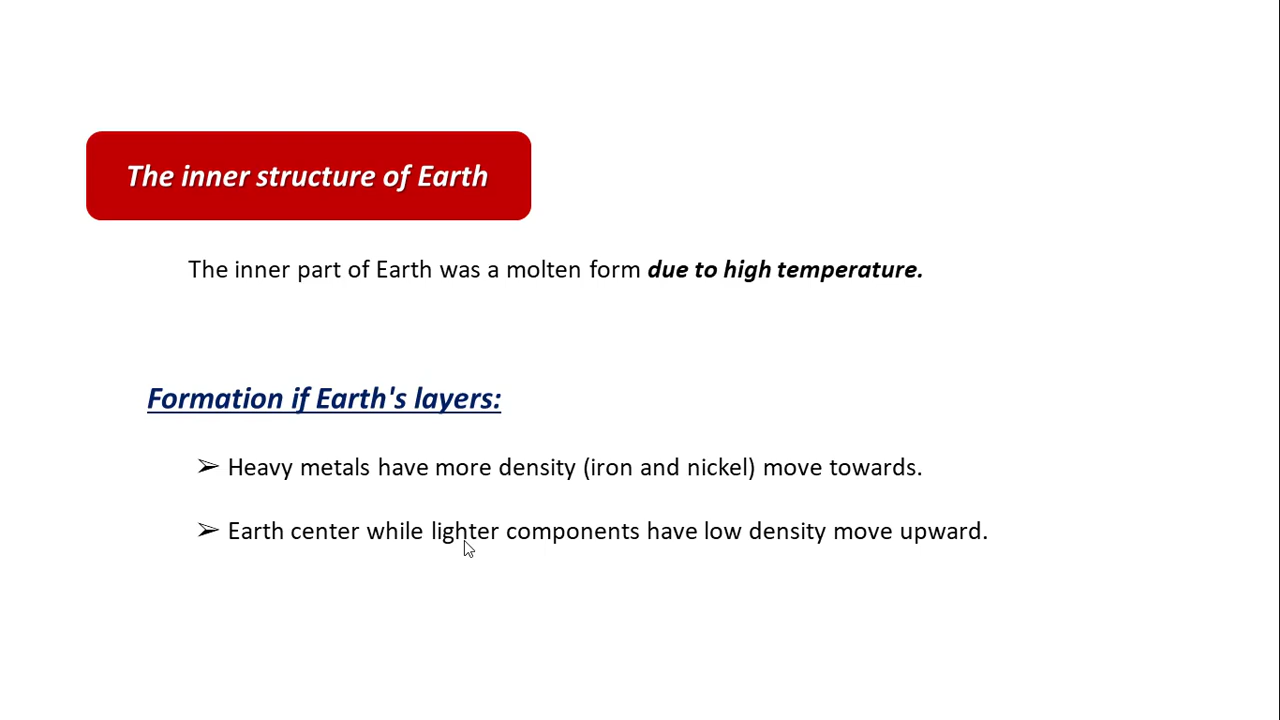 The inner structure of Earth
The inner part of Earth was a molten form due to high temperature.
Formation if Earth's layers:
➢ Heavy metals have more density (iron and nickel) move towards.
➢ Earth center while lighter components have low density move upward.